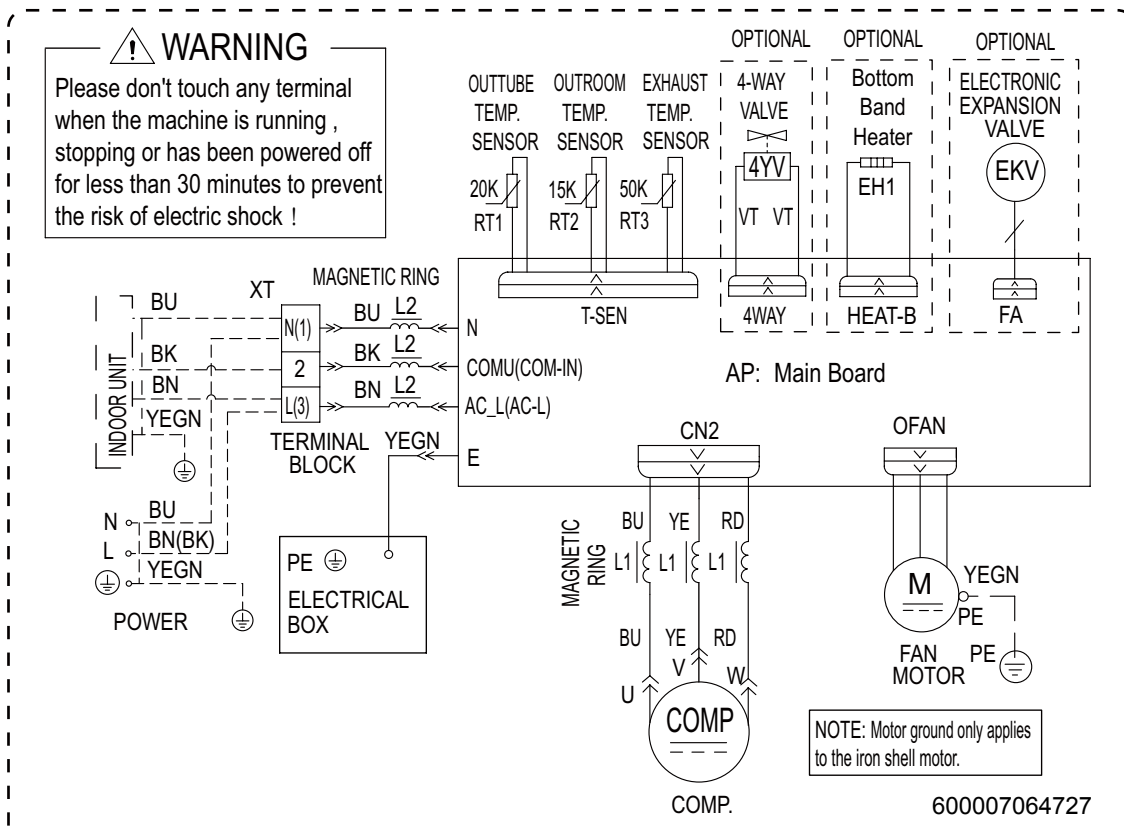 WARNING
Please don't touch any terminal
when the machine is running ,
stopping or has been powered off
for less than 30 minutes to prevent
the risk of electric shock !
OPTIONAL
OPTIONAL
OPTIONAL
OUTTUBE
TEMP.
SENSOR
OUTROOM
TEMP.
SENSOR
EXHAUST
TEMP.
SENSOR
4-WAY
VALVE
Bottom
Band
Heater
ELECTRONIC
EXPANSION
VALVE
20K
RT1
15K
RT2
50K
RT3
4YV
VT VT
EH1
EKV
T-SEN
4WAY
HEAT-B
FA
MAGNETIC RING
XT
INDOOR UNIT
BU
BK
BN
YEGN
N(1)
2
L(3)
BU L2
BK L2
BN L2
N
COMU(COM-IN)
AC_L(AC-L)
E
AP: Main Board
TERMINAL
BLOCK
YEGN
N BU
L BN(BK)
YEGN
POWER
PE
ELECTRICAL
BOX
CN2
OFAN
MAGNETIC
RING
BU YE RD
L1 L1 L1
BU YE RD
U V W
COMP
COMP.
M
YEGN
PE
FAN
MOTOR
PE
NOTE: Motor ground only applies
to the iron shell motor.
600007064727